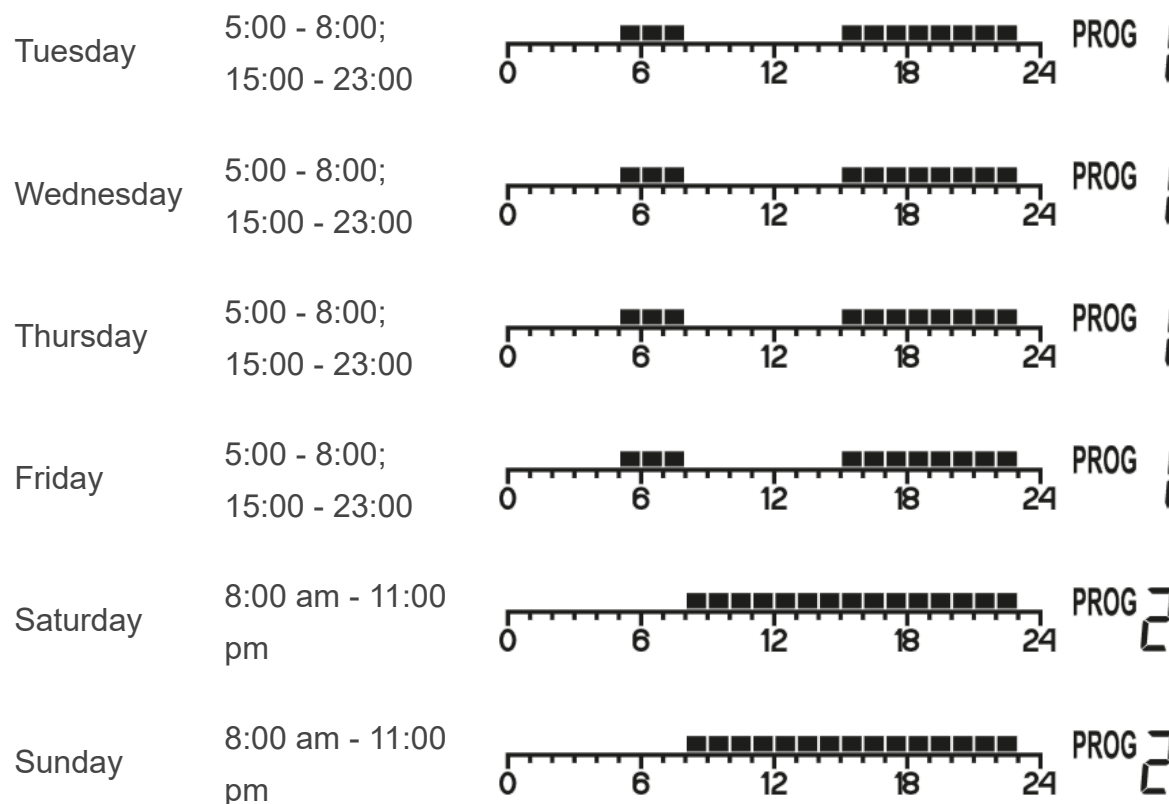 Tuesday
5:00 - 8:00;
15:00 - 23:00
0 6 12 18 24
PROG
Wednesday
5:00 - 8:00;
15:00 - 23:00
0 6 12 18 24
PROG
Thursday
5:00 - 8:00;
15:00 - 23:00
0 6 12 18 24
PROG
Friday
5:00 - 8:00;
15:00 - 23:00
0 6 12 18 24
PROG
Saturday
8:00 am - 11:00
pm
0 6 12 18 24
PROG 2
Sunday
8:00 am - 11:00
pm
0 6 12 18 24
PROG 2